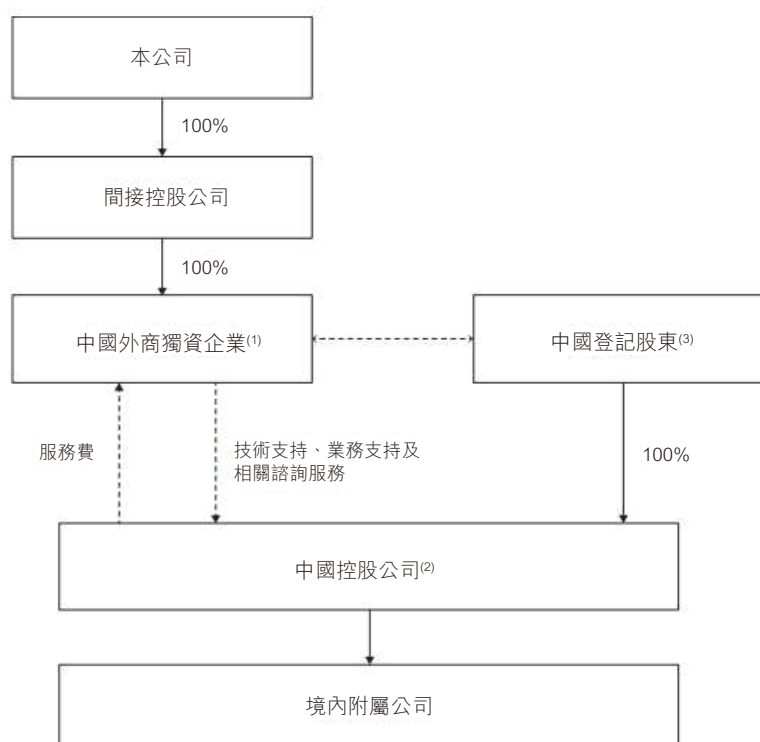 本公司
100%
間接控股公司
100%
中國外商獨資企業(1)
中國登記股東(3)
服務費
技術支持、業務支持及
相關諮詢服務
100%
中國控股公司(2)
境內附屬公司